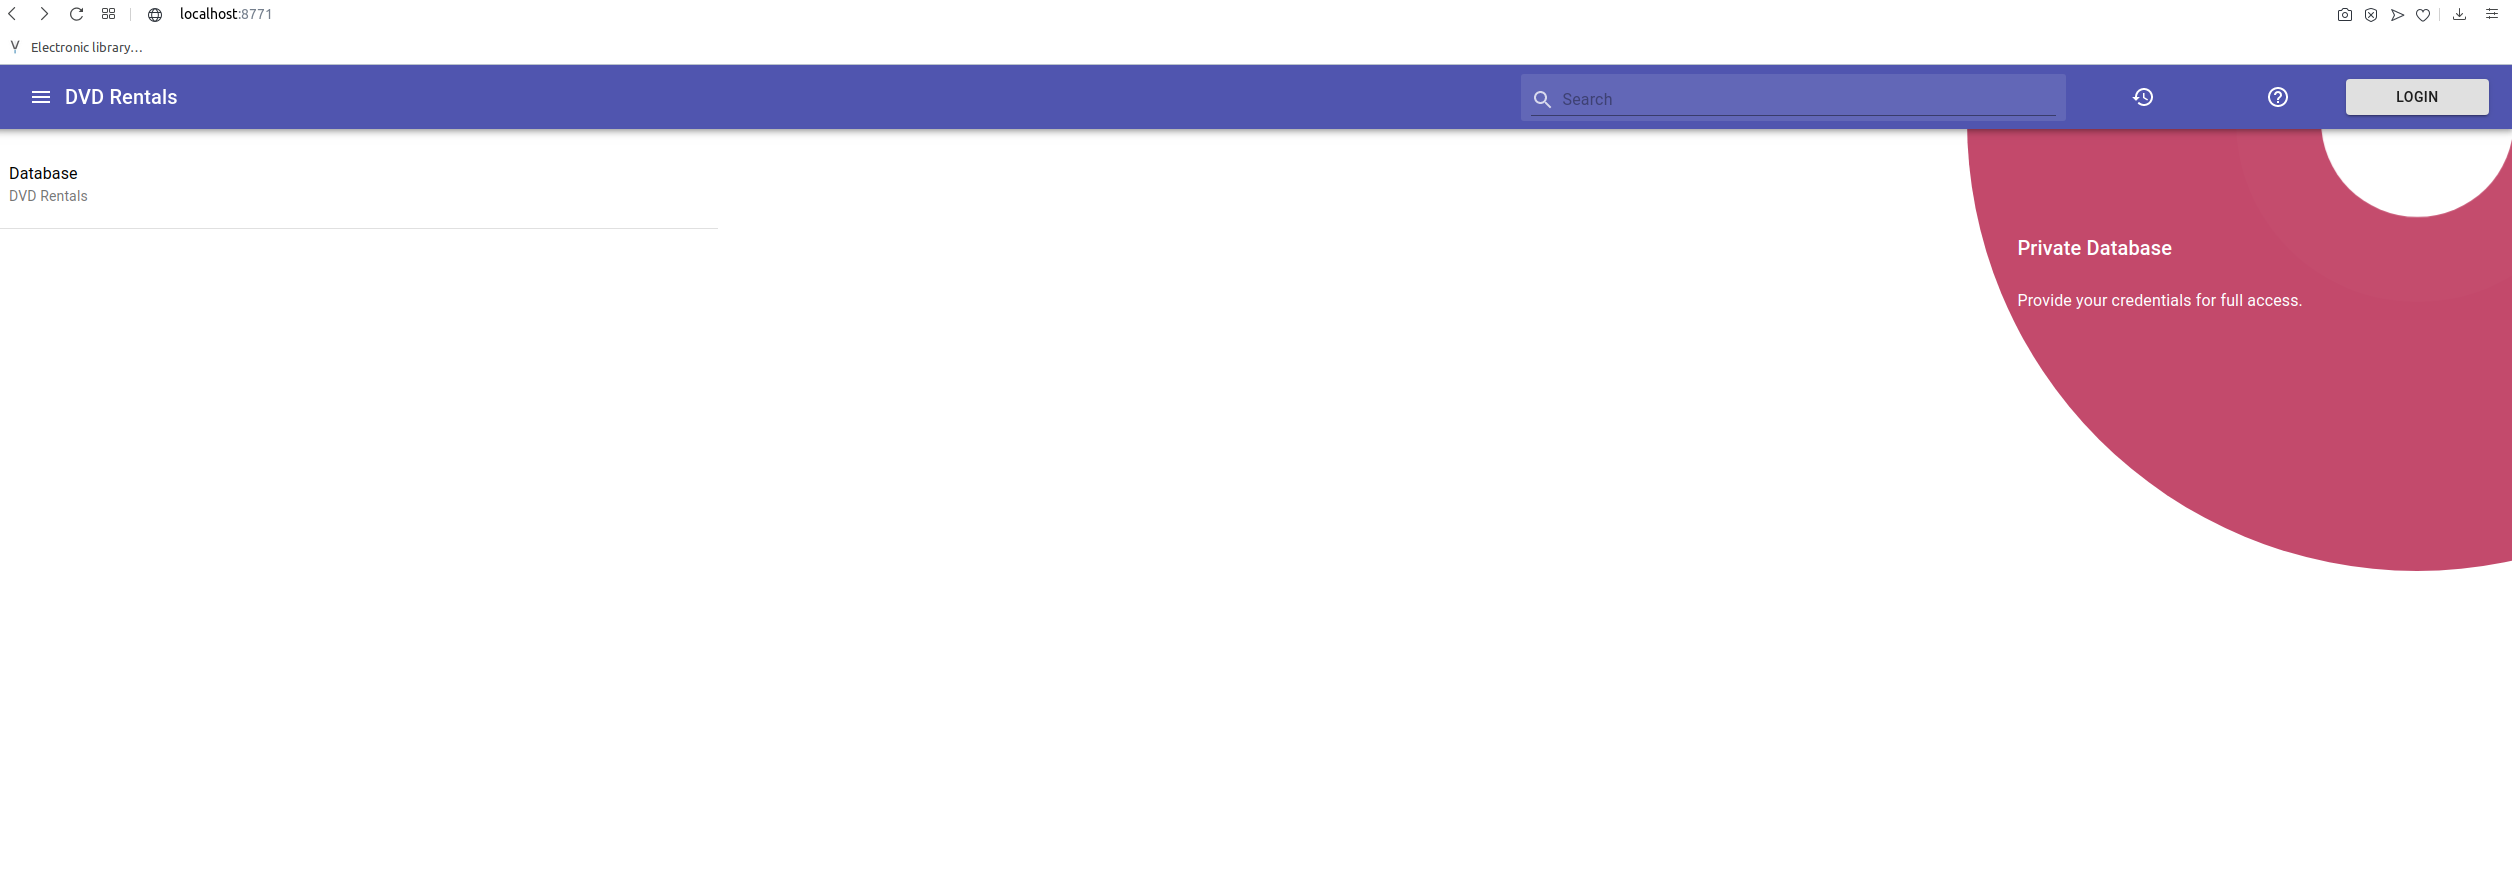 localhost:8771
Electronic library...
DVD Rentals
Search
LOGIN
Database
DVD Rentals
Private Database
Provide your credentials for full access.